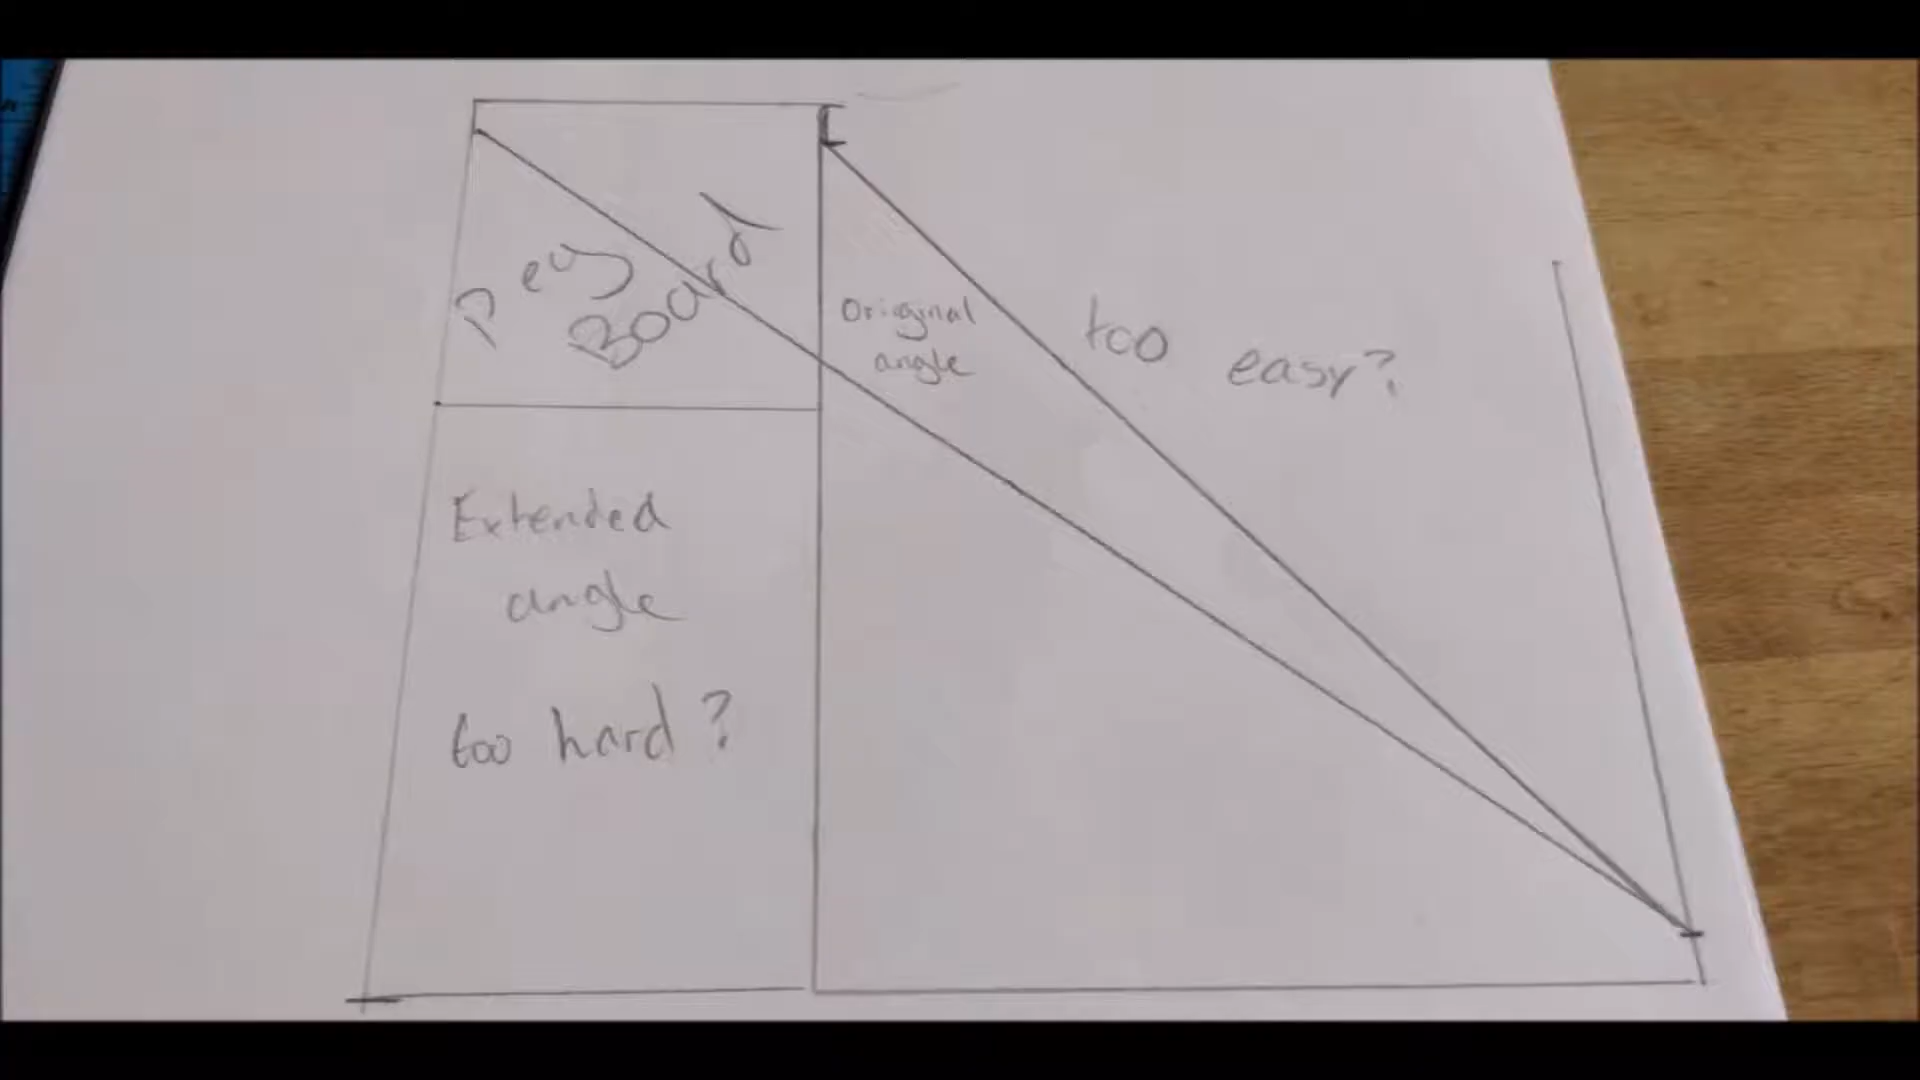 Peg
Board
Original
angle
too easy?
Extended
angle
too hard?